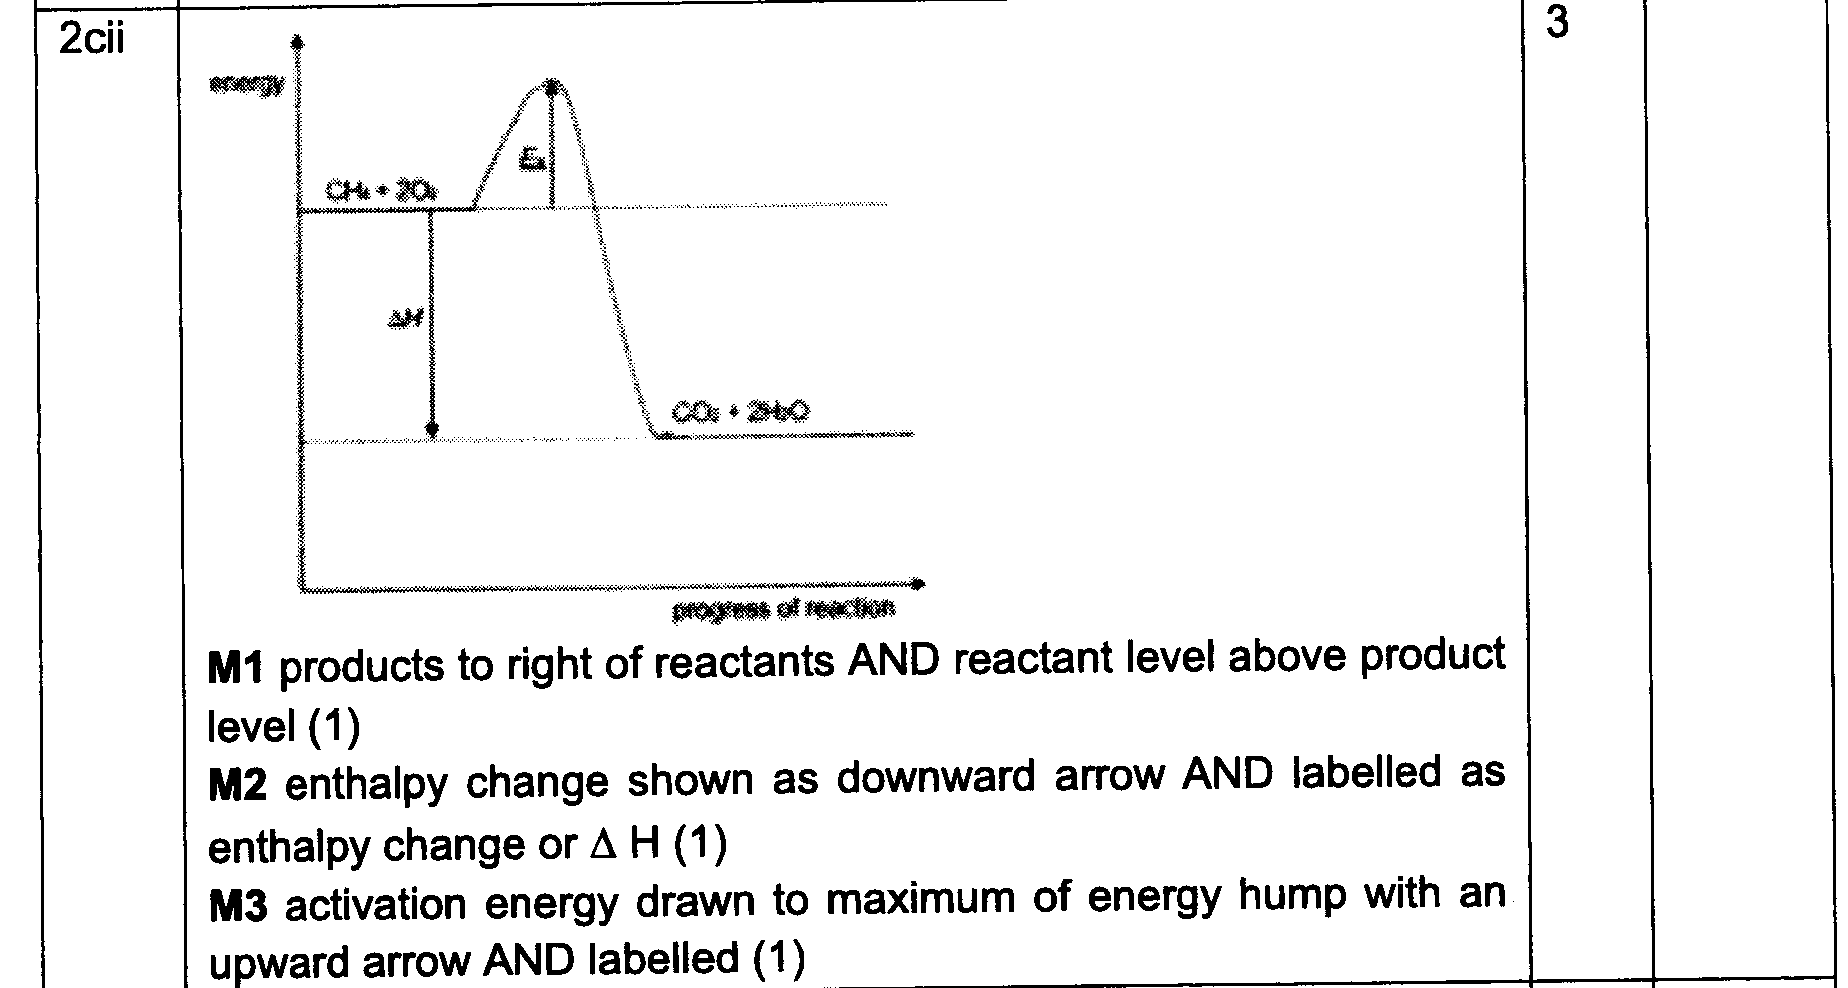 2cii
3
energy
Eₐ
CH₄ + 2O₂
ΔH
CO₂ + 2H₂O
progress of reaction
M1 products to right of reactants AND reactant level above product
level (1)
M2 enthalpy change shown as downward arrow AND labelled as
enthalpy change or Δ H (1)
M3 activation energy drawn to maximum of energy hump with an
upward arrow AND labelled (1)